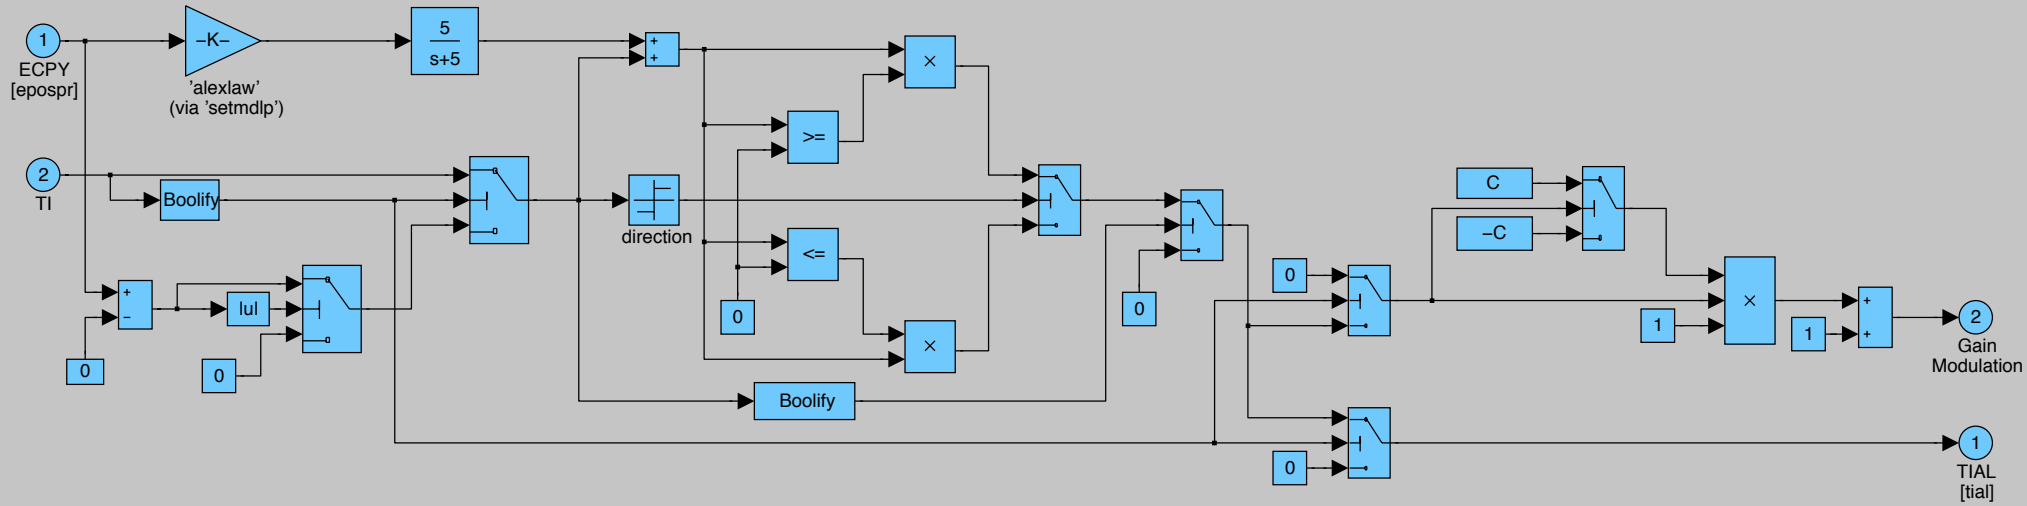 1
ECPY
[epospr]
−K−
'alexlaw'
(via 'setmdlp')
5
s+5
+
+
×
>=
2
TI
Boolify
direction
<=
0
×
Boolify
+
−
0
|u|
0
0
0
C
−C
×
1
1
+
+
2
Gain
Modulation
0
1
TIAL
[tial]